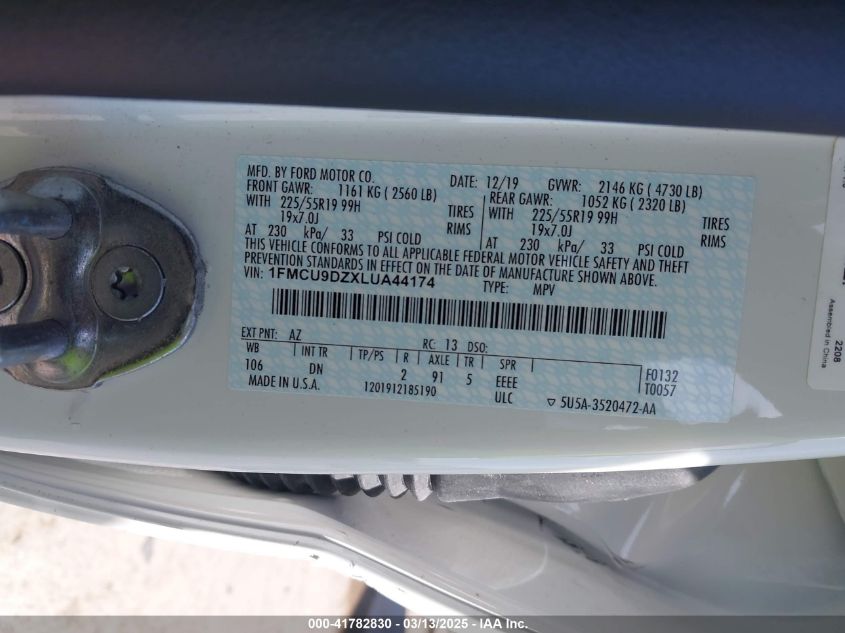 MFD. BY FORD MOTOR CO. DATE: 12/19 GVWR: 2146 KG ( 4730 LB)
FRONT GAWR: 1161 KG ( 2560 LB) REAR GAWR: 1052 KG ( 2320 LB)
WITH 225/55R19 99H TIRES WITH 225/55R19 99H TIRES
19x7.0J RIMS 19x7.0J RIMS
AT 230 kPa/ 33 PSI COLD AT 230 kPa/ 33 PSI COLD
THIS VEHICLE CONFORMS TO ALL APPLICABLE FEDERAL MOTOR VEHICLE SAFETY AND THEFT
PREVENTION STANDARDS IN EFFECT ON THE DATE OF MANUFACTURE SHOWN ABOVE.
VIN: 1FMCU9DZXLUA44174 TYPE: MPV
EXT PNT: AZ RC: 13 DSO:
WB INT TR TP/PS R AXLE TR SPR
106 DN 2 91 5 EEEE F0132
ULC T0057
MADE IN U.S.A. 1201912185190 ▽ 5U5A-3520472-AA
2208
Assembled in China
000-41782830 - 03/13/2025 - IAA Inc.